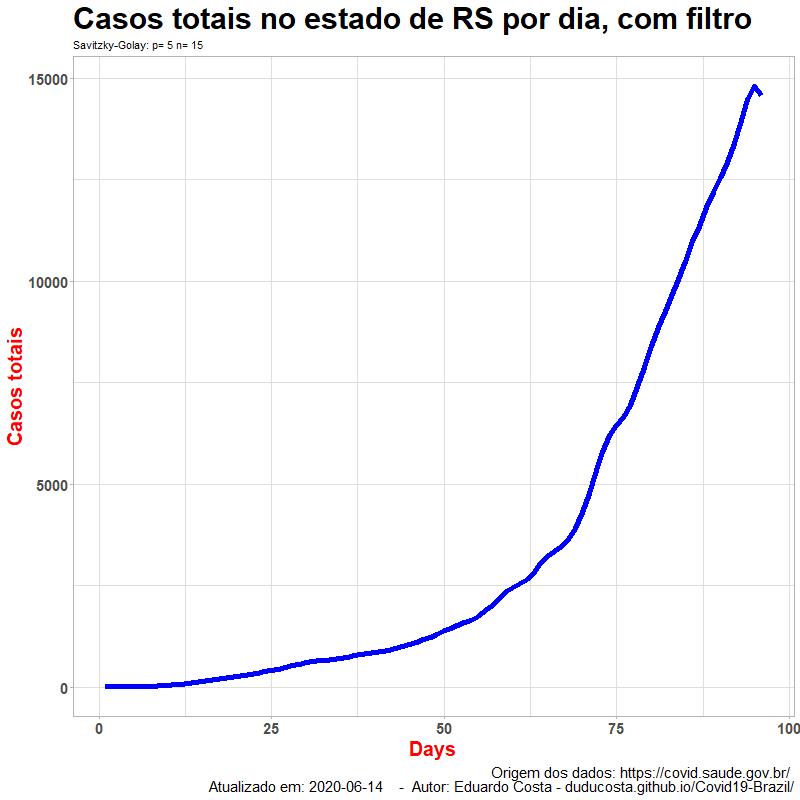 Casos totais no estado de RS por dia, com filtro
Savitzky-Golay: p= 5 n= 15
15000
10000
5000
0
Casos totais
0 25 50 75 100
Days
Origem dos dados: https://covid.saude.gov.br/
Atualizado em: 2020-06-14 - Autor: Eduardo Costa - duducosta.github.io/Covid19-Brazil/